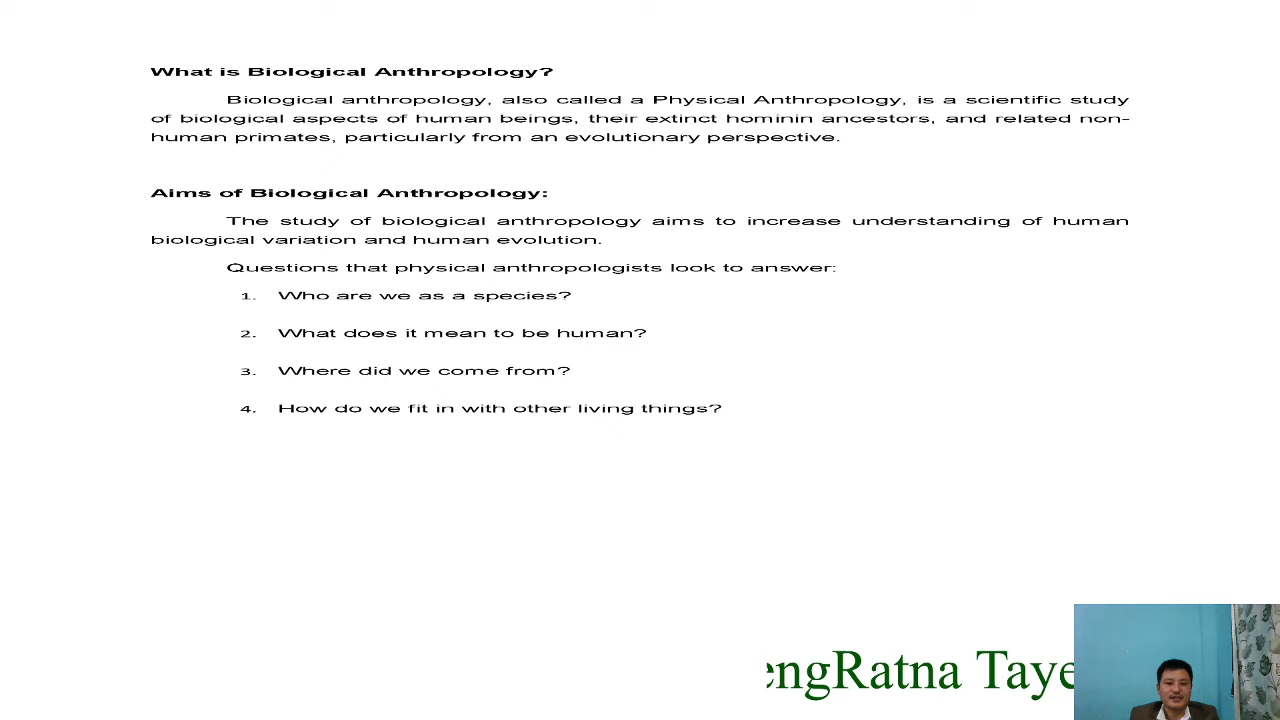 What is Biological Anthropology?
Biological anthropology, also called a Physical Anthropology, is a scientific study
of biological aspects of human beings, their extinct hominin ancestors, and related non-
human primates, particularly from an evolutionary perspective.
Aims of Biological Anthropology:
The study of biological anthropology aims to increase understanding of human
biological variation and human evolution.
Questions that physical anthropologists look to answer:
1. Who are we as a species?
2. What does it mean to be human?
3. Where did we come from?
4. How do we fit in with other living things?
engRatna Taye